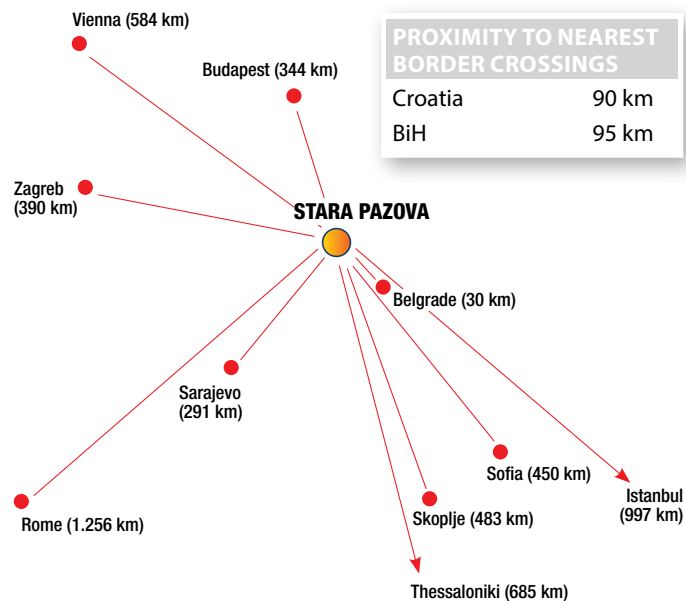 Vienna (584 km)
Budapest (344 km)
PROXIMITY TO NEAREST
BORDER CROSSINGS
Croatia 90 km
BiH 95 km
Zagreb
(390 km)
STARA PAZOVA
Belgrade (30 km)
Sarajevo
(291 km)
Sofia (450 km)
Istanbul
(997 km)
Rome (1.256 km)
Skoplje (483 km)
Thessaloniki (685 km)